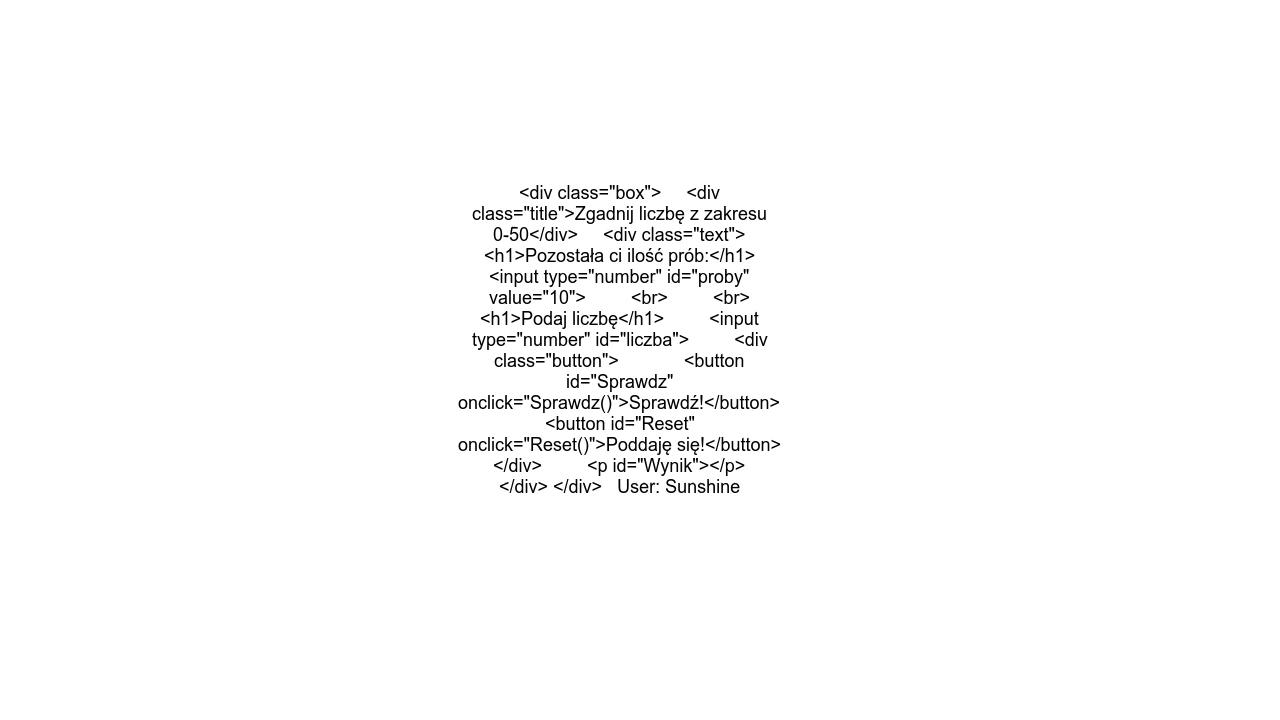 <div class="box">     <div
class="title">Zgadnij liczbę z zakresu
0-50</div>     <div class="text">
<h1>Pozostała ci ilość prób:</h1>
<input type="number" id="proby"
value="10">         <br>         <br>
<h1>Podaj liczbę</h1>         <input
type="number" id="liczba">         <div
class="button">             <button
id="Sprawdz"
onclick="Sprawdz()">Sprawdź!</button>
<button id="Reset"
onclick="Reset()">Poddaję się!</button>
</div>         <p id="Wynik"></p>
</div> </div>   User: Sunshine